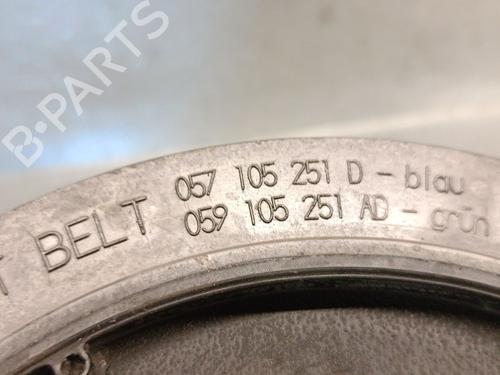 B-PARTS
T BELT
057 105 251 D - blau
059 105 251 AD - grün